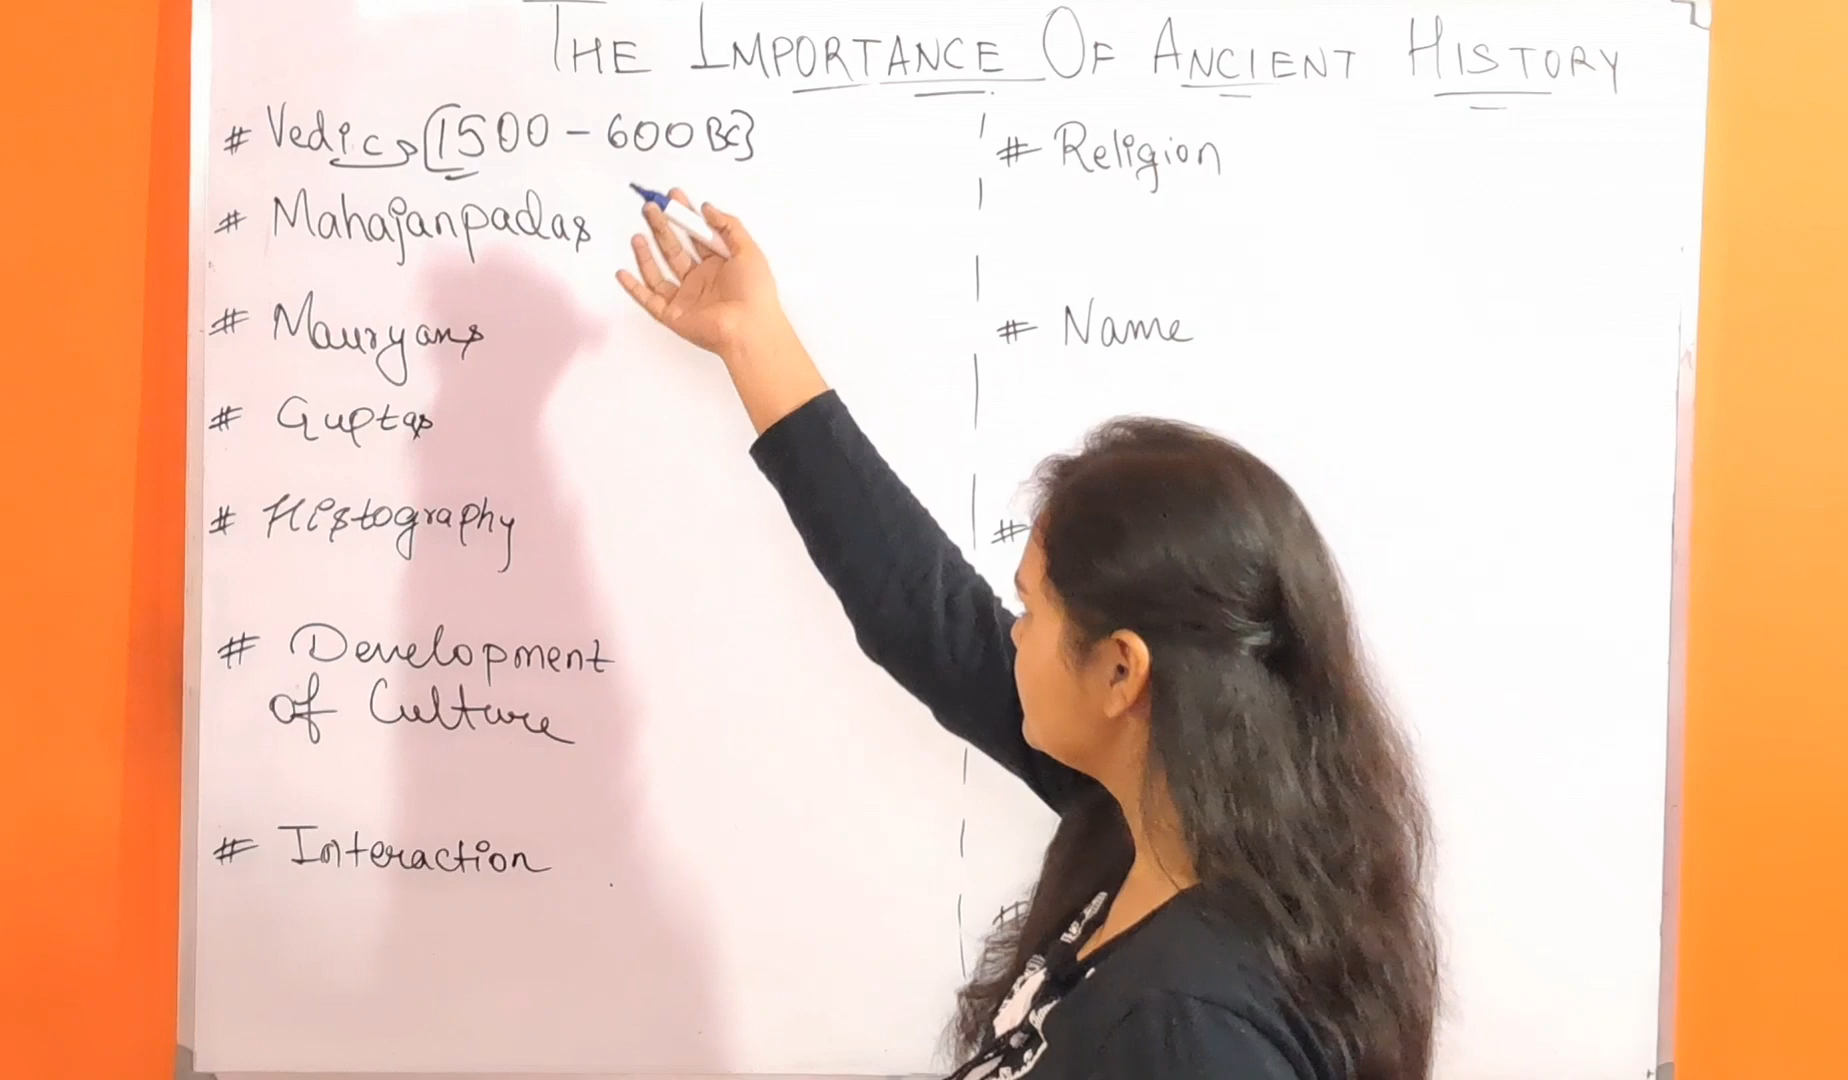 THE IMPORTANCE OF ANCIENT HISTORY
# Vedics [1500 - 600 BC]
# Mahajanpadas
# Mauryans
# Guptas
# Histography
# Development
of Culture
# Interaction
# Religion
# Name
#
#